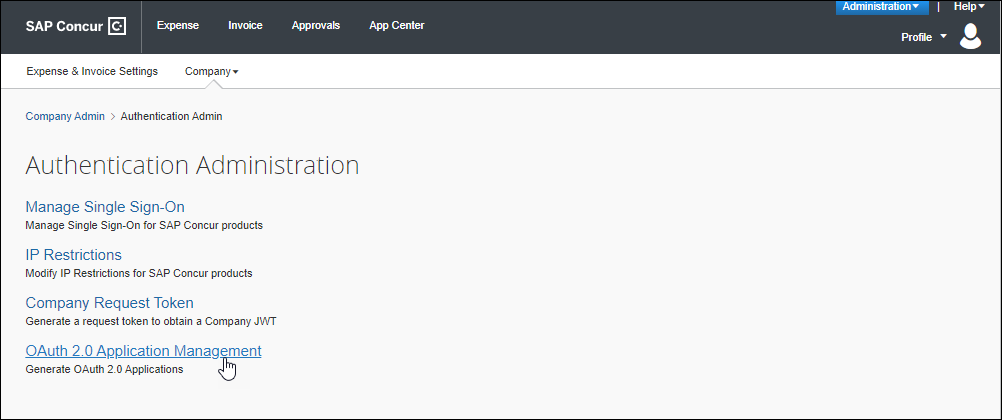 Administration | Help
SAP Concur Expense Invoice Approvals App Center
Profile
Expense & Invoice Settings Company
Company Admin > Authentication Admin
Authentication Administration
Manage Single Sign-On
Manage Single Sign-On for SAP Concur products
IP Restrictions
Modify IP Restrictions for SAP Concur products
Company Request Token
Generate a request token to obtain a Company JWT
OAuth 2.0 Application Management
Generate OAuth 2.0 Applications